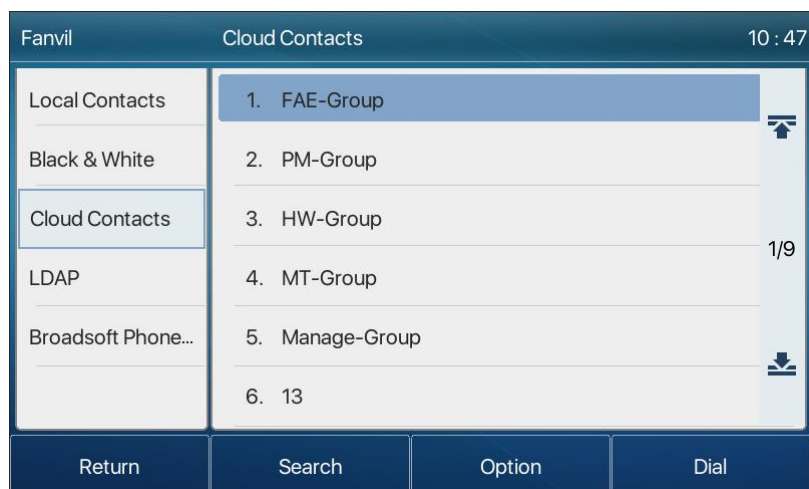 Fanvil Cloud Contacts 10 : 47
Local Contacts
Black & White
Cloud Contacts
LDAP
Broadsoft Phone...
1. FAE-Group
2. PM-Group
3. HW-Group
4. MT-Group
5. Manage-Group
6. 13
1/9
Return Search Option Dial